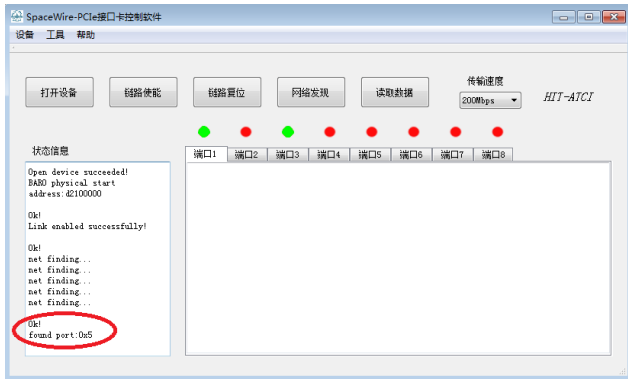 SpaceWire-PCIe接口卡控制软件
设备 工具 帮助
打开设备 链路使能 链路复位 网络发现 读取数据
传输速度
200Mbps
HIT-ATCI
状态信息
端口1 端口2 端口3 端口4 端口5 端口6 端口7 端口8
Open device succeeded!
BAR0 physical start
address:d2100000
Ok!
Link enabled successfully!
Ok!
net finding...
net finding...
net finding...
net finding...
net finding...
Ok!
found port:0x5